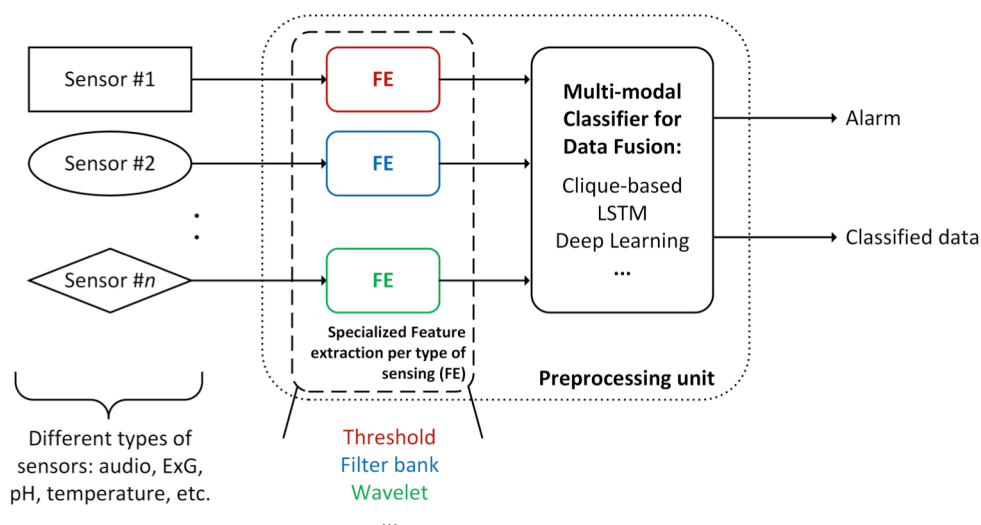 Sensor #1
FE
Sensor #2
FE
Sensor #n
FE
Specialized Feature
extraction per type of
sensing (FE)
Multi-modal
Classifier for
Data Fusion:
Clique-based
LSTM
Deep Learning
...
Preprocessing unit
Alarm
Classified data
Different types of
sensors: audio, ExG,
pH, temperature, etc.
Threshold
Filter bank
Wavelet
...